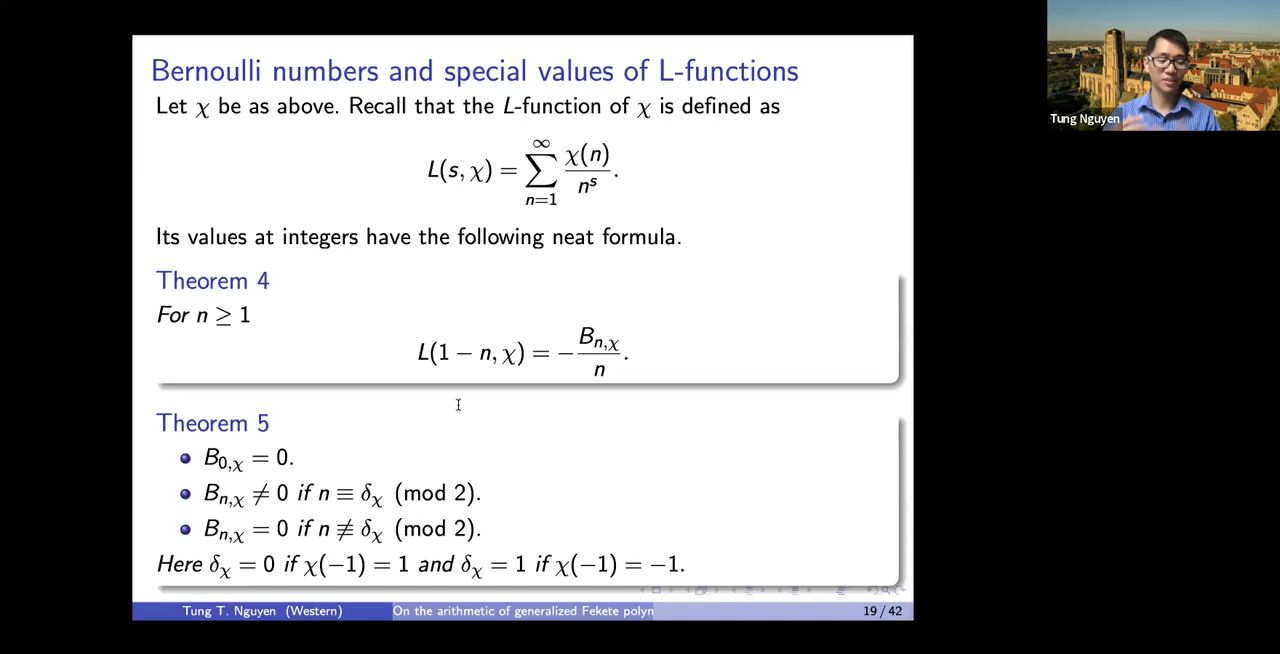 Bernoulli numbers and special values of L-functions
Let χ be as above. Recall that the L-function of χ is defined as
L(s, χ) = ∑_{n=1}^{∞} χ(n)/n^s.
Its values at integers have the following neat formula.
Theorem 4
For n ≥ 1
L(1 − n, χ) = −B_{n,χ}/n.
Theorem 5
B_{0,χ} = 0.
B_{n,χ} ≠ 0 if n ≡ δ_χ (mod 2).
B_{n,χ} = 0 if n ≢ δ_χ (mod 2).
Here δ_χ = 0 if χ(−1) = 1 and δ_χ = 1 if χ(−1) = −1.
Tung T. Nguyen (Western) On the arithmetic of generalized Fekete polyn 19 / 42
Tung Nguyen